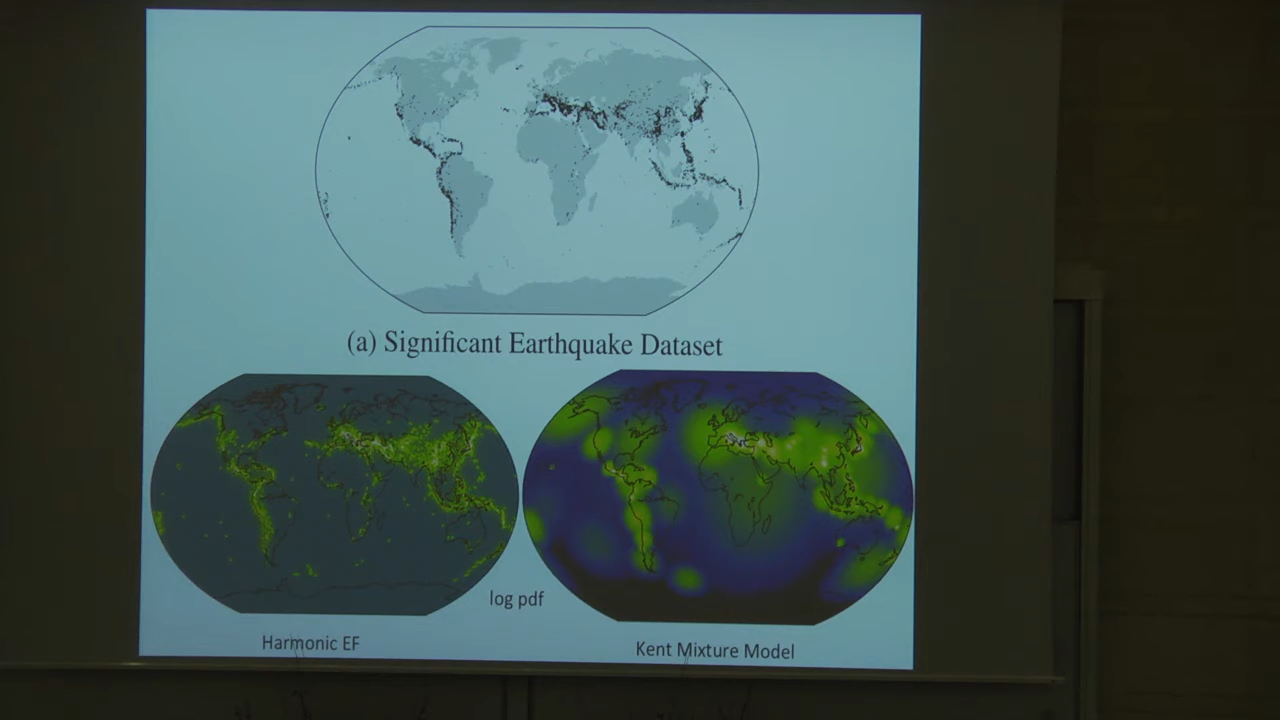 (a) Significant Earthquake Dataset
log pdf
Harmonic EF
Kent Mixture Model